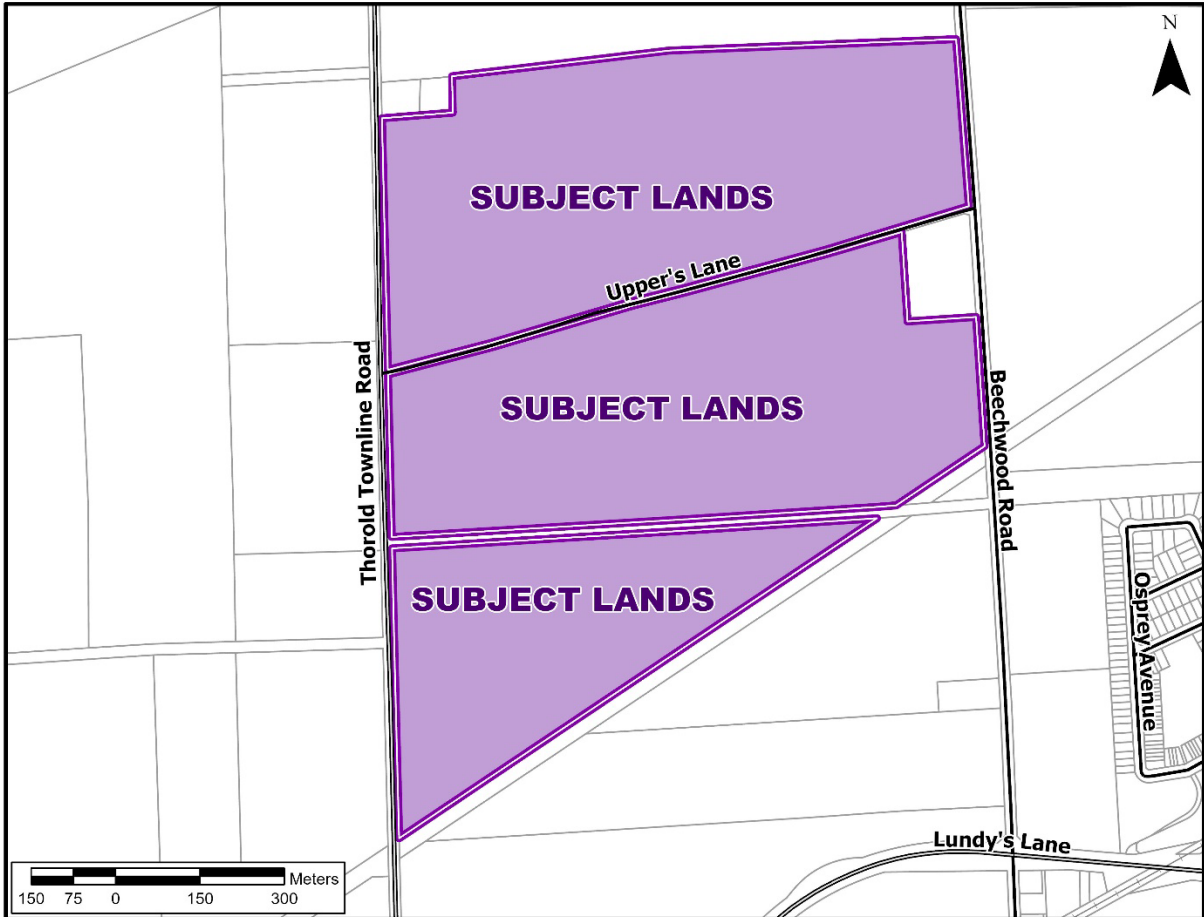 N
SUBJECT LANDS
Upper's Lane
Thorold Townline Road
SUBJECT LANDS
Beechwood Road
SUBJECT LANDS
Osprey Avenue
Lundy's Lane
Meters
150 75 0 150 300